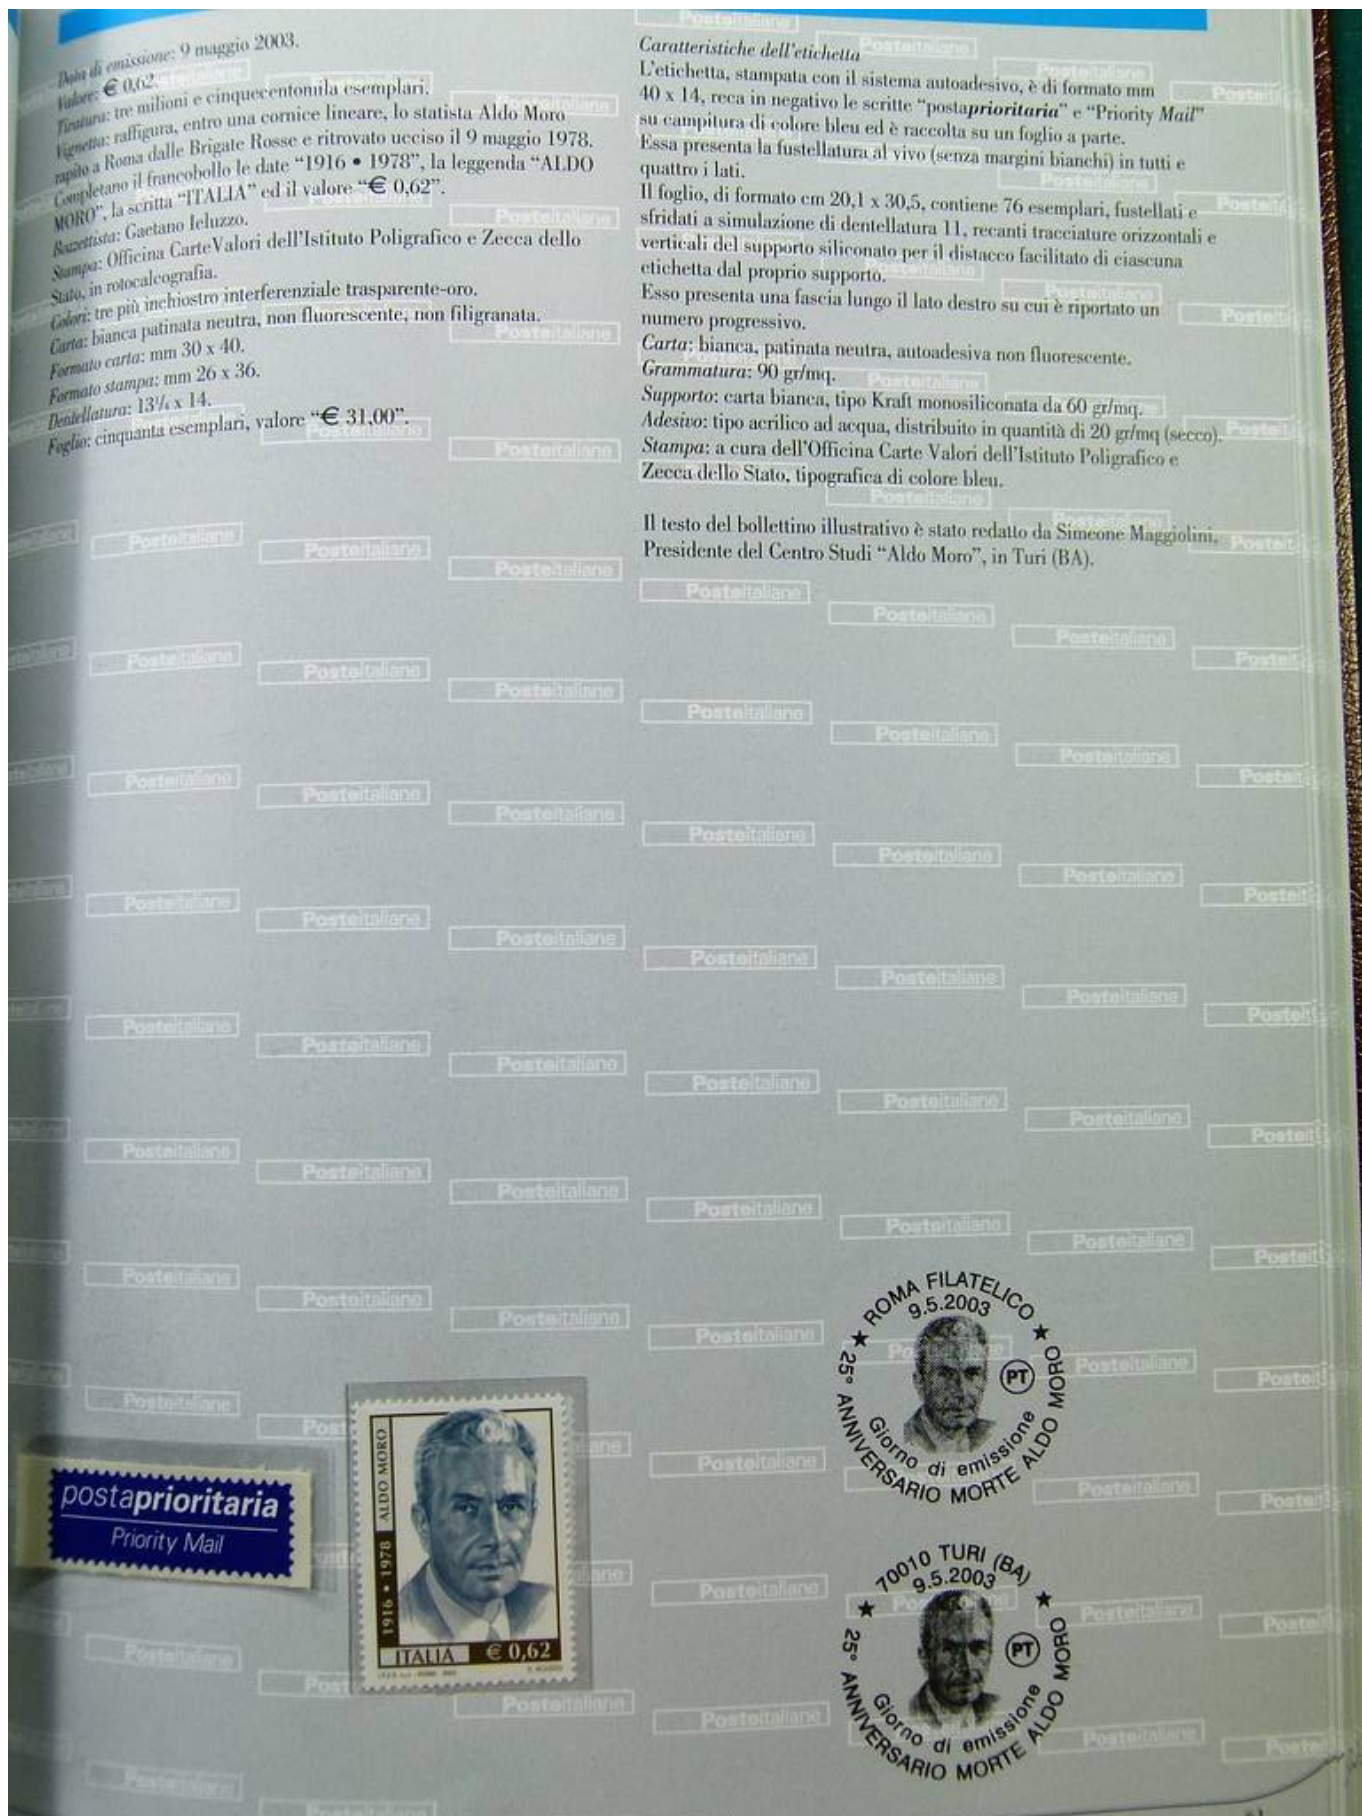 Data di emissione: 9 maggio 2003.
Valore: € 0,62.
Tiratura: tre milioni e cinquecentomila esemplari.
Vignetta: raffigura, entro una cornice lineare, lo statista Aldo Moro
rapito a Roma dalle Brigate Rosse e ritrovato ucciso il 9 maggio 1978.
Completano il francobollo le date “1916 • 1978”, la leggenda “ALDO
MORO”, la scritta “ITALIA” ed il valore “€ 0,62”.
Bozzettista: Gaetano Ieluzzo.
Stampa: Officina CarteValori dell'Istituto Poligrafico e Zecca dello
Stato, in rotocalcografia.
Colori: tre più inchiostro interferenziale trasparente-oro.
Carta: bianca patinata neutra, non fluorescente, non filigranata.
Formato carta: mm 30 x 40.
Formato stampa: mm 26 x 36.
Dentellatura: 13¼ x 14.
Foglio: cinquanta esemplari, valore “€ 31,00”.
Caratteristiche dell'etichetta
L'etichetta, stampata con il sistema autoadesivo, è di formato mm
40 x 14, reca in negativo le scritte “postaprioritaria” e “Priority Mail”
su campitura di colore bleu ed è raccolta su un foglio a parte.
Essa presenta la fustellatura al vivo (senza margini bianchi) in tutti e
quattro i lati.
Il foglio, di formato cm 20,1 x 30,5, contiene 76 esemplari, fustellati e
sfridati a simulazione di dentellatura 11, recanti tracciature orizzontali e
verticali del supporto siliconato per il distacco facilitato di ciascuna
etichetta dal proprio supporto.
Esso presenta una fascia lungo il lato destro su cui è riportato un
numero progressivo.
Carta: bianca, patinata neutra, autoadesiva non fluorescente.
Grammatura: 90 gr/mq.
Supporto: carta bianca, tipo Kraft monosiliconata da 60 gr/mq.
Adesivo: tipo acrilico ad acqua, distribuito in quantità di 20 gr/mq (secco).
Stampa: a cura dell'Officina Carte Valori dell'Istituto Poligrafico e
Zecca dello Stato, tipografica di colore bleu.
Il testo del bollettino illustrativo è stato redatto da Simeone Maggiolini,
Presidente del Centro Studi “Aldo Moro”, in Turi (BA).
Posteitaliane
postaprioritaria
Priority Mail
1916 • 1978 ALDO MORO
ITALIA € 0,62
ROMA FILATELICO
9.5.2003
PT
Giorno di emissione
25° ANNIVERSARIO MORTE ALDO MORO
70010 TURI (BA)
9.5.2003
PT
Giorno di emissione
25° ANNIVERSARIO MORTE ALDO MORO